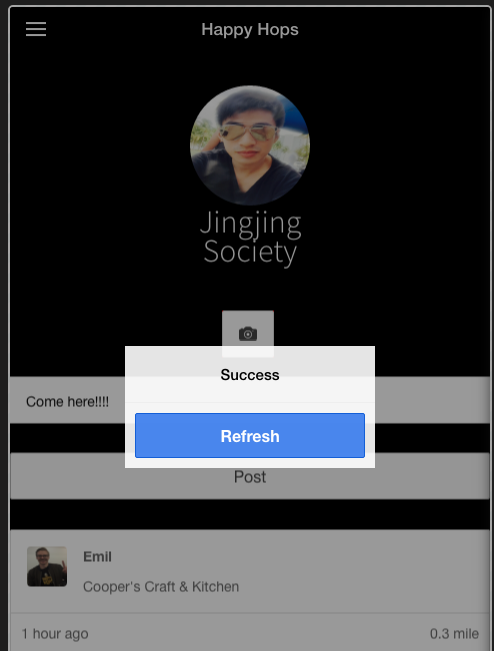 Happy Hops
Jingjing
Society
Success
Come here!!!!
Refresh
Post
Emil
Cooper's Craft & Kitchen
1 hour ago
0.3 mile